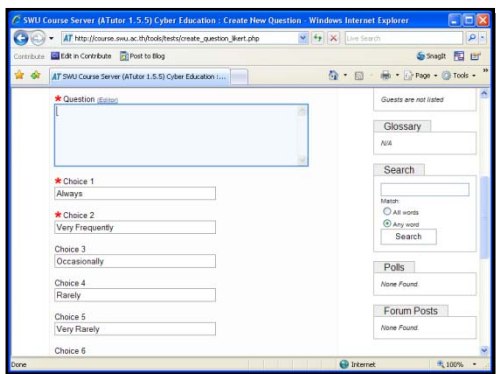 SWU Course Server (ATutor 1.5.5) Cyber Education : Create New Question - Windows Internet Explorer
http://course.swu.ac.th/tools/tests/create_question_likert.php
Live Search
Contribute Edit in Contribute Post to Blog
SnagIt
AT SWU Course Server (ATutor 1.5.5) Cyber Education :...
Page Tools
Question (Editor)
Choice 1
Always
Choice 2
Very Frequently
Choice 3
Occasionally
Choice 4
Rarely
Choice 5
Very Rarely
Choice 6
Guests are not listed
Glossary
N/A
Search
Match:
All words
Any word
Search
Polls
None Found.
Forum Posts
None Found.
Done
Internet
100%